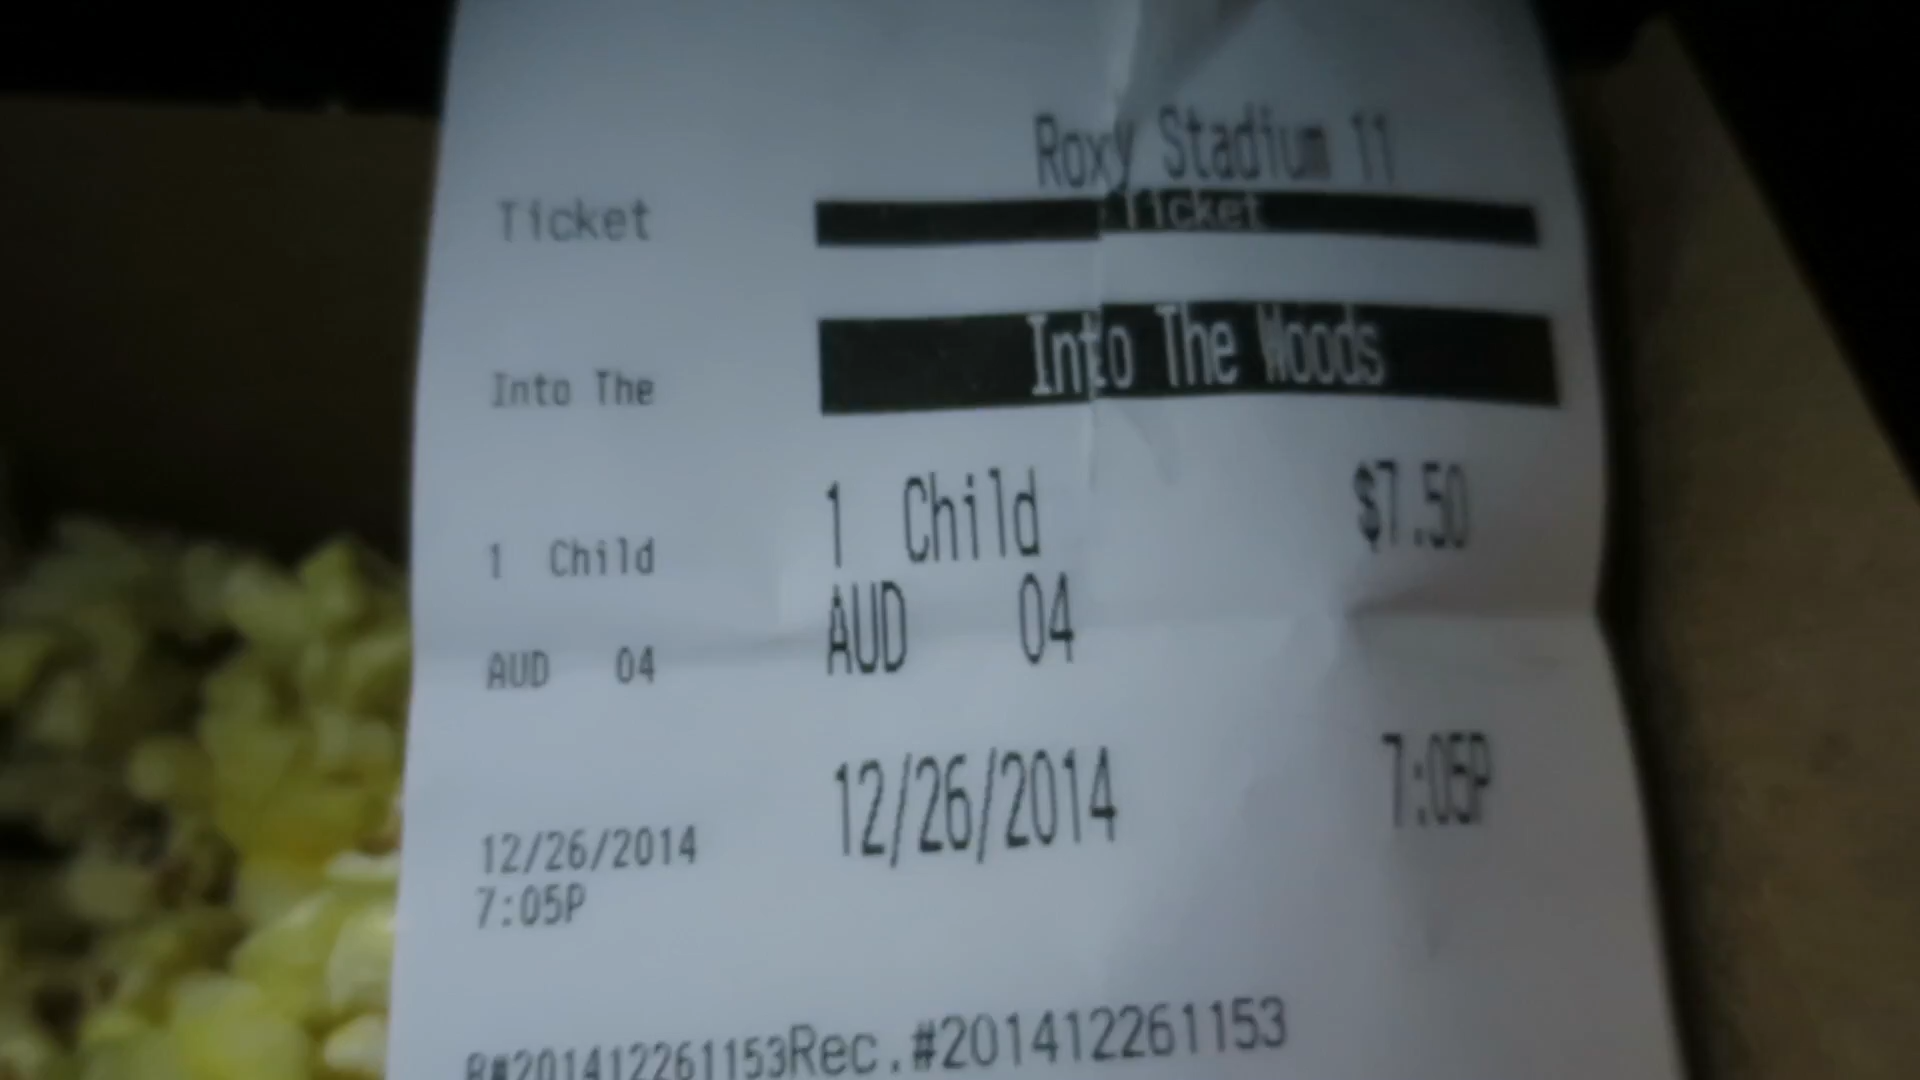 Roxy Stadium 11
Ticket Ticket
Into The Into The Woods
1 Child 1 Child $7.50
AUD 04 AUD 04
12/26/2014 12/26/2014 7:05P
7:05P
R#201412261153Rec.#201412261153